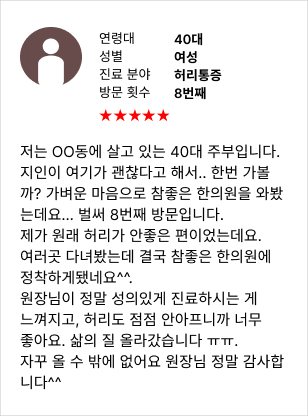 연령대 40대
성별 여성
진료 분야 허리통증
방문 횟수 8번째
★★★★★
저는 OO동에 살고 있는 40대 주부입니다.
지인이 여기가 괜찮다고 해서.. 한번 가볼
까? 가벼운 마음으로 참좋은 한의원을 와봤
는데요... 벌써 8번째 방문입니다.
제가 원래 허리가 안좋은 편이었는데요.
여러곳 다녀봤는데 결국 참좋은 한의원에
정착하게됐네요^^.
원장님이 정말 성의있게 진료하시는 게
느껴지고, 허리도 점점 안아프니까 너무
좋아요. 삶의 질 올라갔습니다 ㅠㅠ.
자꾸 올 수 밖에 없어요 원장님 정말 감사합
니다^^